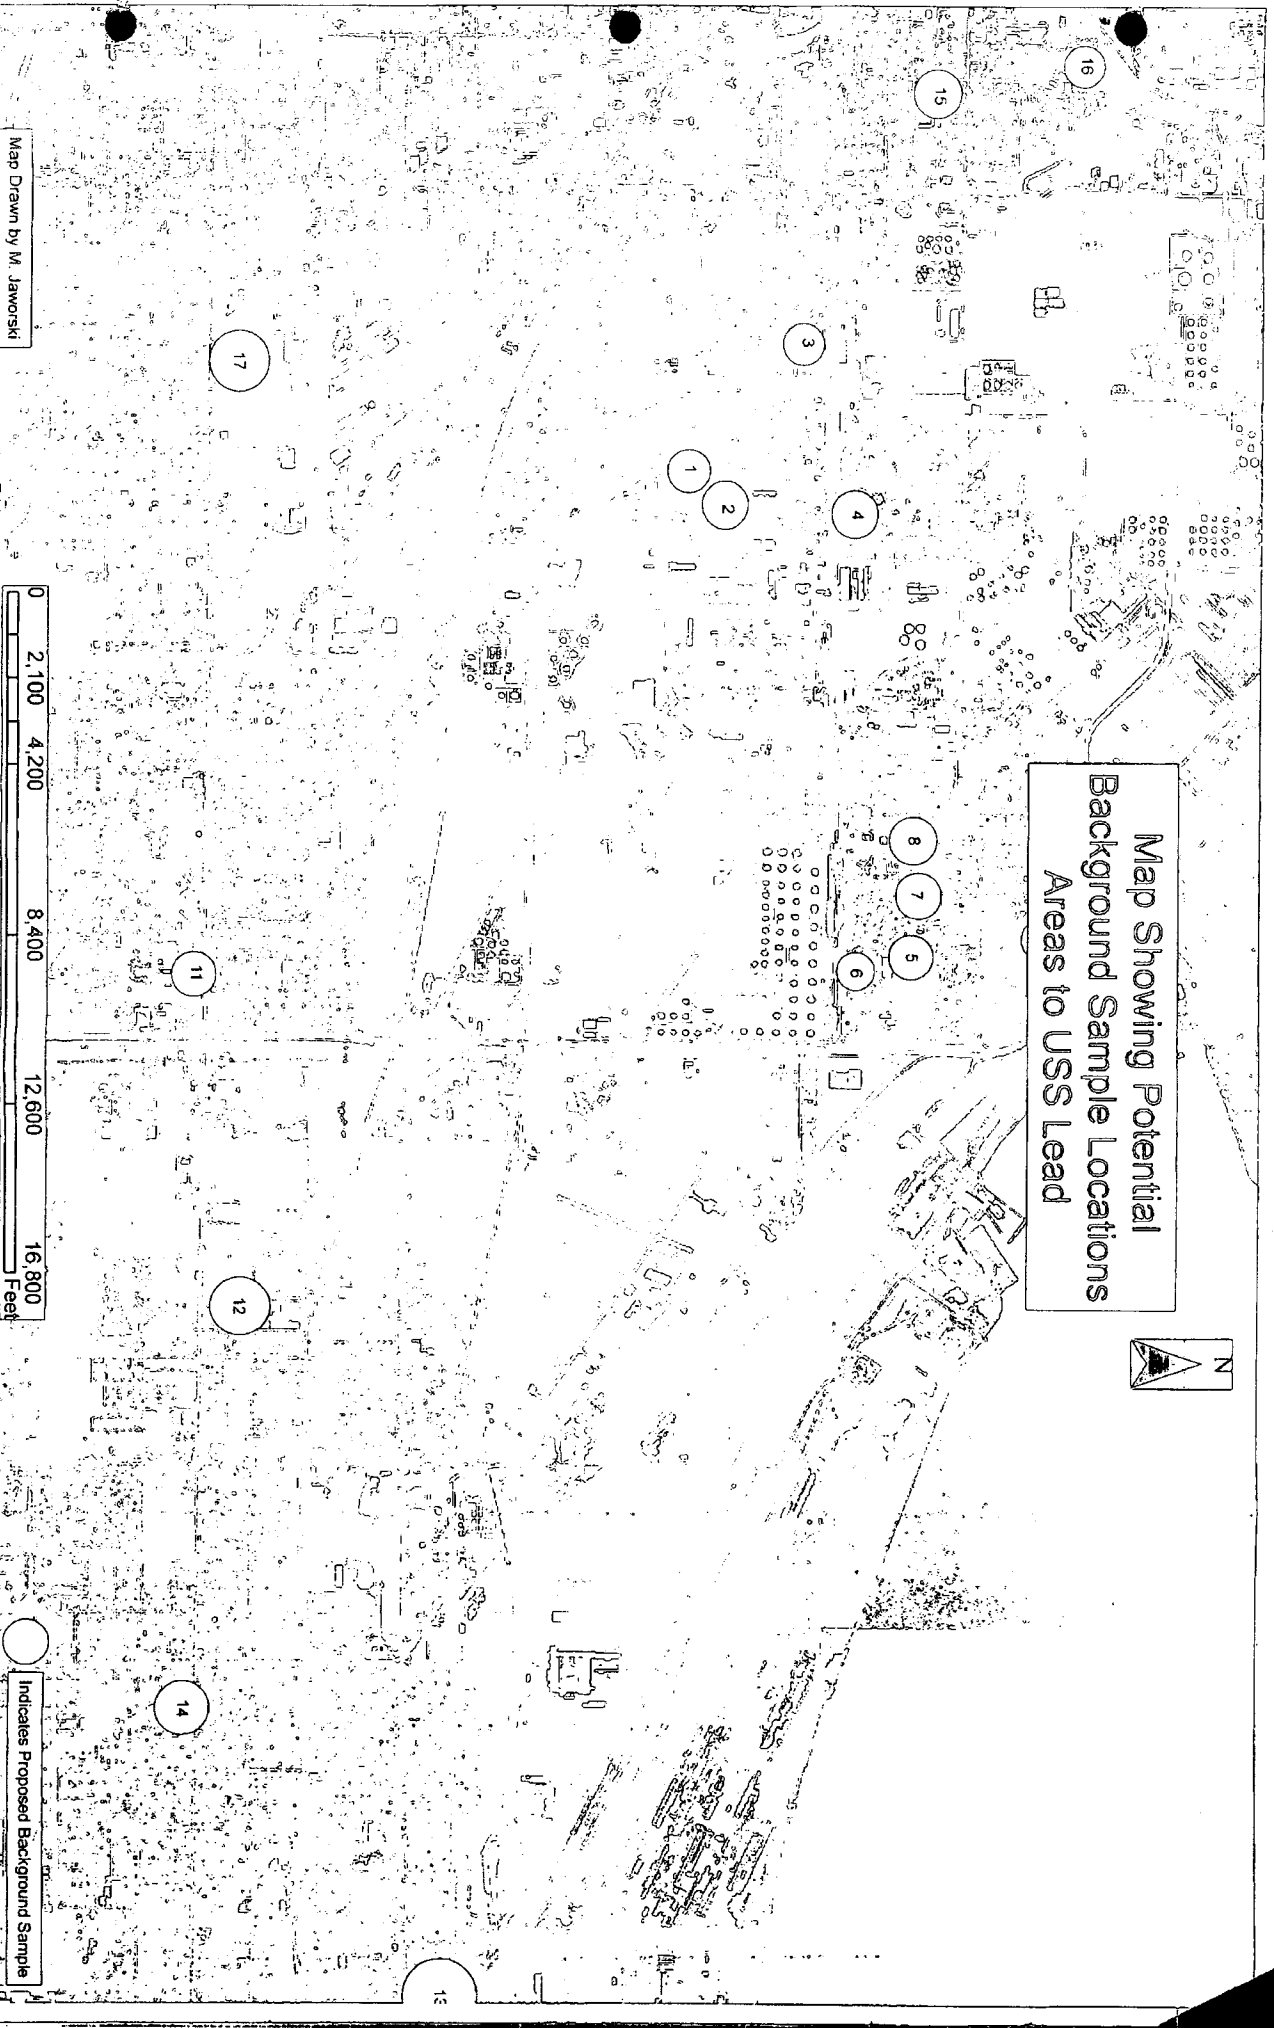 Map Showing Potential
Background Sample Locations
Areas to USS Lead
N
16
15
3
4
1
2
8
7
5
6
17
11
12
14
13
0 2,100 4,200 8,400 12,600 16,800
Feet
Map Drawn by M. Jaworski
Indicates Proposed Background Sample